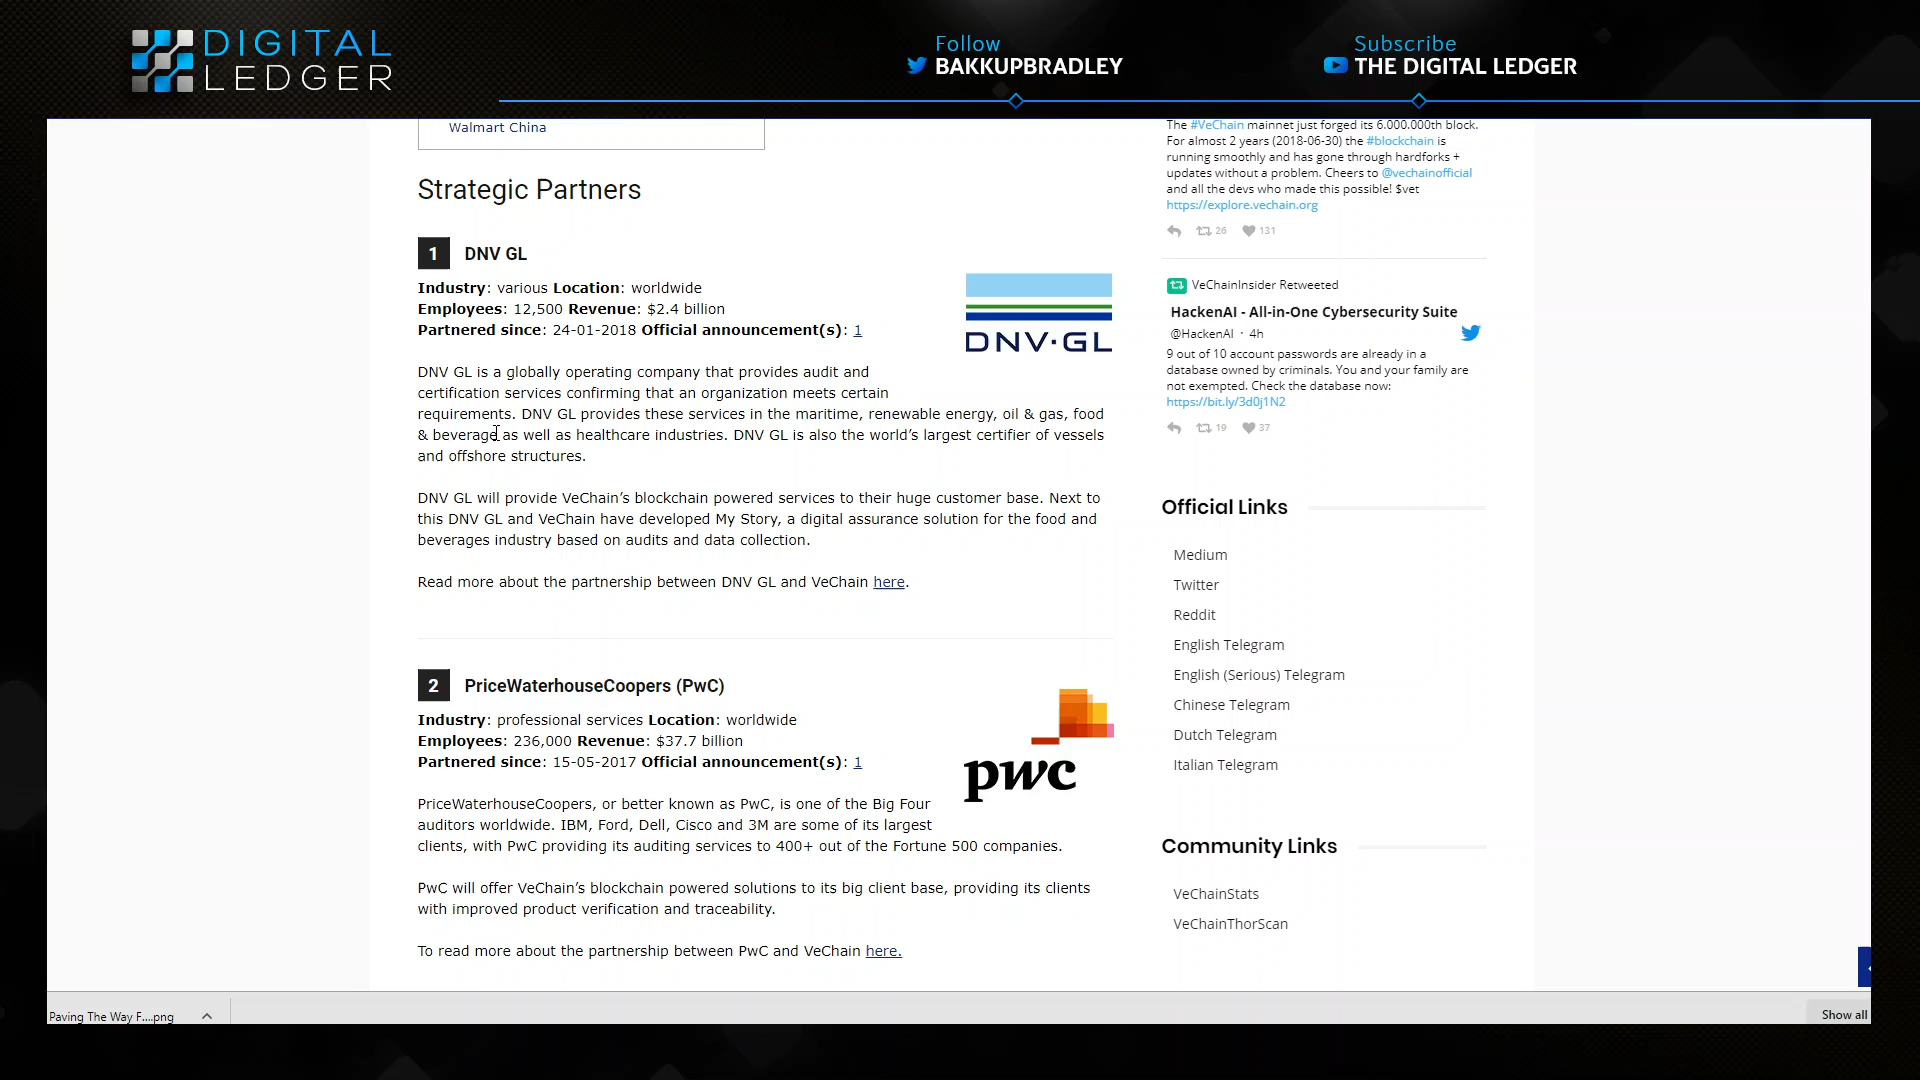 DIGITAL
LEDGER
Follow
BAKKUPBRADLEY
Subscribe
THE DIGITAL LEDGER
Walmart China
Strategic Partners
1 DNV GL
Industry: various Location: worldwide
Employees: 12,500 Revenue: $2.4 billion
Partnered since: 24-01-2018 Official announcement(s): 1
DNV·GL
DNV GL is a globally operating company that provides audit and
certification services confirming that an organization meets certain
requirements. DNV GL provides these services in the maritime, renewable energy, oil & gas, food
& beverage as well as healthcare industries. DNV GL is also the world’s largest certifier of vessels
and offshore structures.
DNV GL will provide VeChain’s blockchain powered services to their huge customer base. Next to
this DNV GL and VeChain have developed My Story, a digital assurance solution for the food and
beverages industry based on audits and data collection.
Read more about the partnership between DNV GL and VeChain here.
2 PriceWaterhouseCoopers (PwC)
Industry: professional services Location: worldwide
Employees: 236,000 Revenue: $37.7 billion
Partnered since: 15-05-2017 Official announcement(s): 1
pwc
PriceWaterhouseCoopers, or better known as PwC, is one of the Big Four
auditors worldwide. IBM, Ford, Dell, Cisco and 3M are some of its largest
clients, with PwC providing its auditing services to 400+ out of the Fortune 500 companies.
PwC will offer VeChain’s blockchain powered solutions to its big client base, providing its clients
with improved product verification and traceability.
To read more about the partnership between PwC and VeChain here.
The #VeChain mainnet just forged its 6.000.000th block.
For almost 2 years (2018-06-30) the #blockchain is
running smoothly and has gone through hardforks +
updates without a problem. Cheers to @vechainofficial
and all the devs who made this possible! $vet
https://explore.vechain.org
26 131
VeChainInsider Retweeted
HackenAI - All-in-One Cybersecurity Suite
@HackenAI · 4h
9 out of 10 account passwords are already in a
database owned by criminals. You and your family are
not exempted. Check the database now:
https://bit.ly/3d0j1N2
19 37
Official Links
Medium
Twitter
Reddit
English Telegram
English (Serious) Telegram
Chinese Telegram
Dutch Telegram
Italian Telegram
Community Links
VeChainStats
VeChainThorScan
Paving The Way F....png
Show all